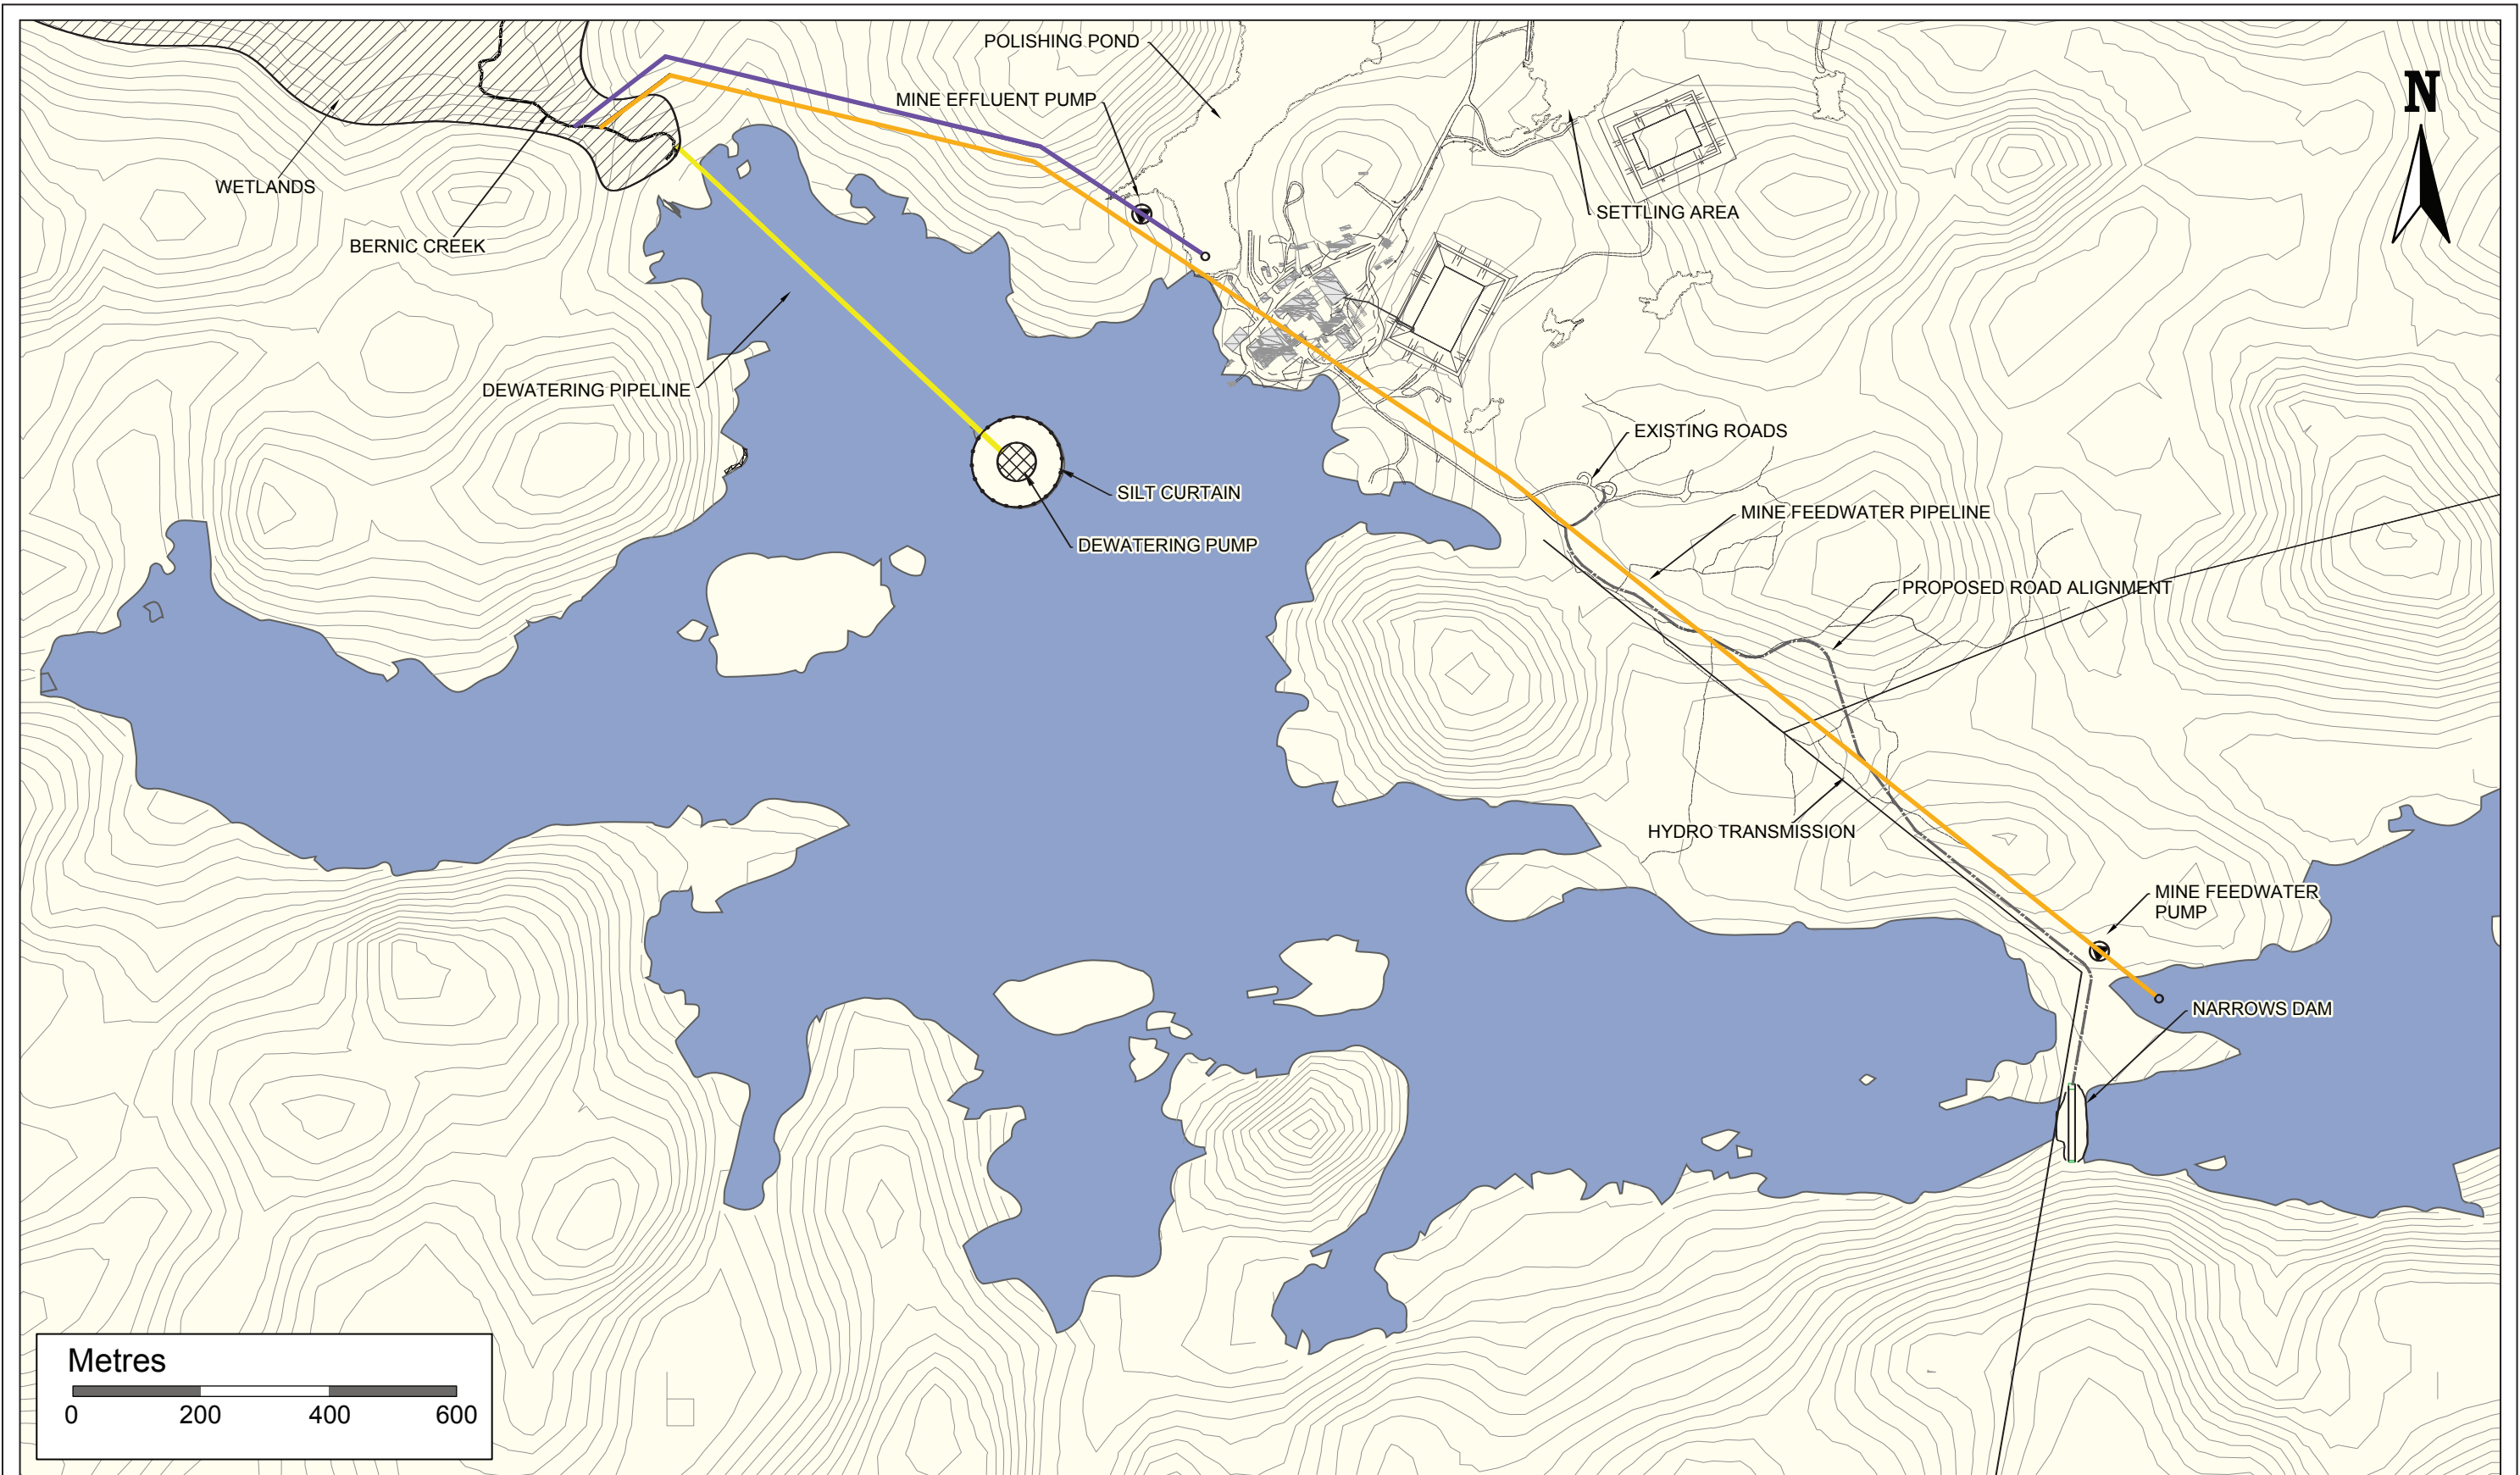 POLISHING POND
N
MINE EFFLUENT PUMP
WETLANDS
SETTLING AREA
BERNIC CREEK
DEWATERING PIPELINE
EXISTING ROADS
SILT CURTAIN
MINE FEEDWATER PIPELINE
DEWATERING PUMP
PROPOSED ROAD ALIGNMENT
HYDRO TRANSMISSION
MINE FEEDWATER
PUMP
NARROWS DAM
Metres
0 200 400 600